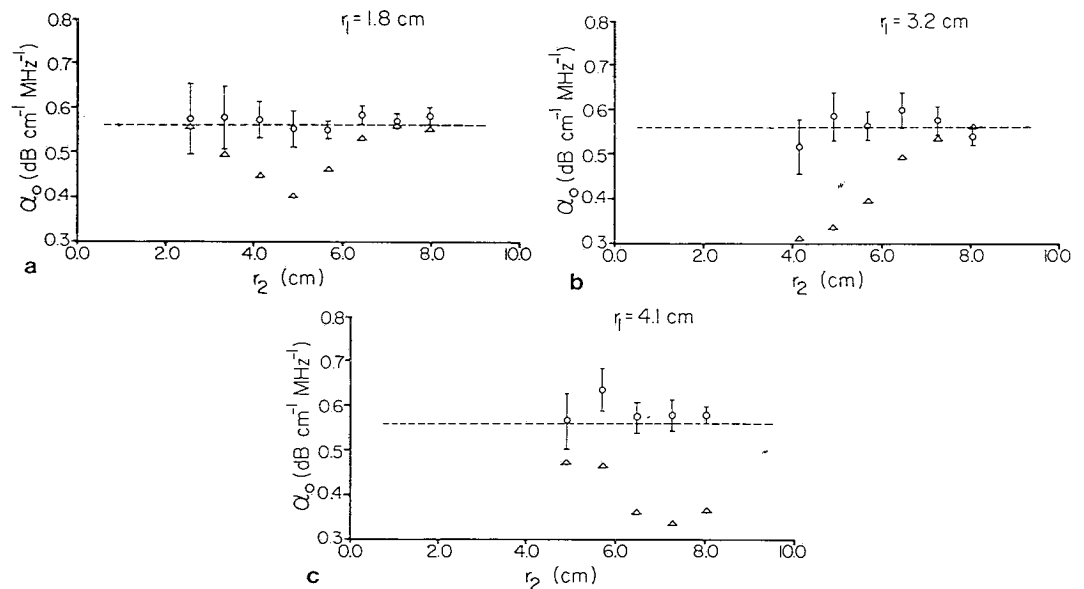 r₁ = 1.8 cm
αₒ (dB cm⁻¹ MHz⁻¹)
0.8
0.7
0.6
0.5
0.4
0.3
0.0 2.0 4.0 6.0 8.0 10.0
r₂ (cm)
a
r₁ = 3.2 cm
αₒ (dB cm⁻¹ MHz⁻¹)
0.8
0.7
0.6
0.5
0.4
0.3
0.0 2.0 4.0 6.0 8.0 10.0
r₂ (cm)
b
r₁ = 4.1 cm
αₒ (dB cm⁻¹ MHz⁻¹)
0.8
0.7
0.6
0.5
0.4
0.3
0.0 2.0 4.0 6.0 8.0 10.0
r₂ (cm)
c